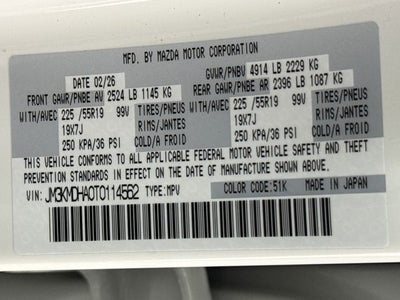 MFD. BY MAZDA MOTOR CORPORATION
DATE 02/26 GVWR/PNBV 4914 LB 2229 KG
FRONT GAWR/PNBE AV 2524 LB 1145 KG REAR GAWR/PNBE AR 2396 LB 1087 KG
WITH/AVEC 225 /55R19 99V TIRES/PNEUS WITH/AVEC 225 /55R19 99V TIRES/PNEUS
19X7J RIMS/JANTES 19X7J RIMS/JANTES
250 KPA/36 PSI COLD/A FROID 250 KPA/36 PSI COLD/A FROID
THIS VEHICLE CONFORMS TO ALL APPLICABLE FEDERAL MOTOR VEHICLE SAFETY AND THEFT
PREVENTION STANDARDS IN EFFECT ON THE DATE OF MANUFACTURE SHOWN ABOVE.
VIN: JM3KMDHA0T0114562 TYPE:MPV COLOR CODE:51K MADE IN JAPAN